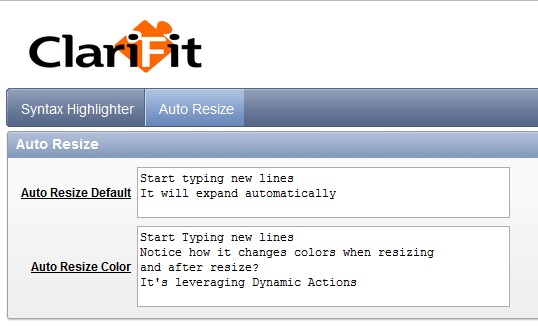 ClariFit
Syntax Highlighter Auto Resize
Auto Resize
Auto Resize Default
Start typing new lines
It will expand automatically
Auto Resize Color
Start Typing new lines
Notice how it changes colors when resizing
and after resize?
It's leveraging Dynamic Actions